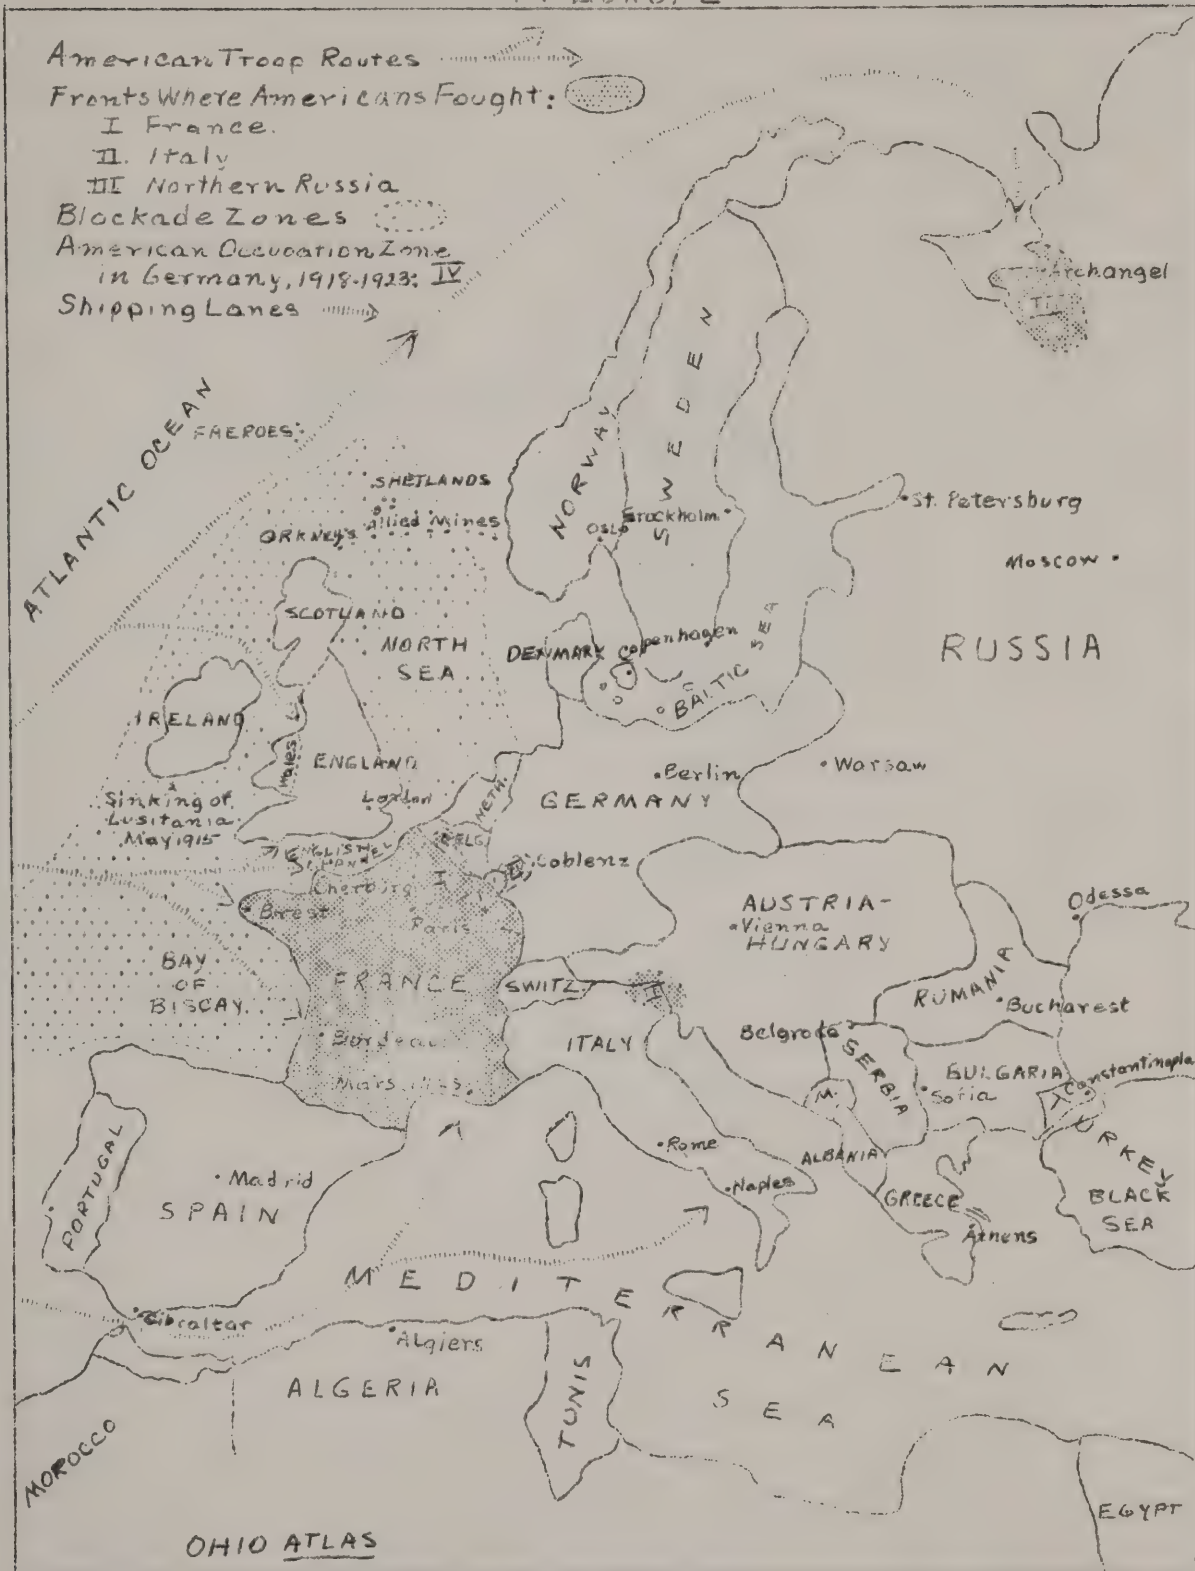 American Troop Routes
Fronts Where Americans Fought:
I France.
II. Italy
III Northern Russia
Blockade Zones
American Occupation Zone
in Germany, 1918-1923: IV
Shipping Lanes
Archangel
ATLANTIC OCEAN
FAEROES
SHETLANDS
Allied Mines
ORKNEYS
NORWAY
SWEDEN
OSLO
Stockholm
St. Petersburg
Moscow
RUSSIA
SCOTLAND
NORTH
SEA
DENMARK
Copenhagen
BALTIC SEA
IRELAND
Wales
ENGLAND
London
NETH.
BELG
Berlin
Warsaw
GERMANY
Sinking of
Lusitania
May 1915
ENGLISH
Coblenz
I
Brest
Paris
AUSTRIA-
Vienna
HUNGARY
Odessa
BAY
OF
BISCAY
FRANCE
SWITZ
II
RUMANIA
Bucharest
ITALY
Belgrade
SERBIA
BULGARIA
Sofia
M.
TURKEY
PORTUGAL
Madrid
SPAIN
Rome
Naples
ALBANIA
GREECE
Athens
BLACK
SEA
MEDITERRANEAN
SEA
Gibraltar
Algiers
ALGERIA
TUNIS
MOROCCO
EGYPT
OHIO ATLAS